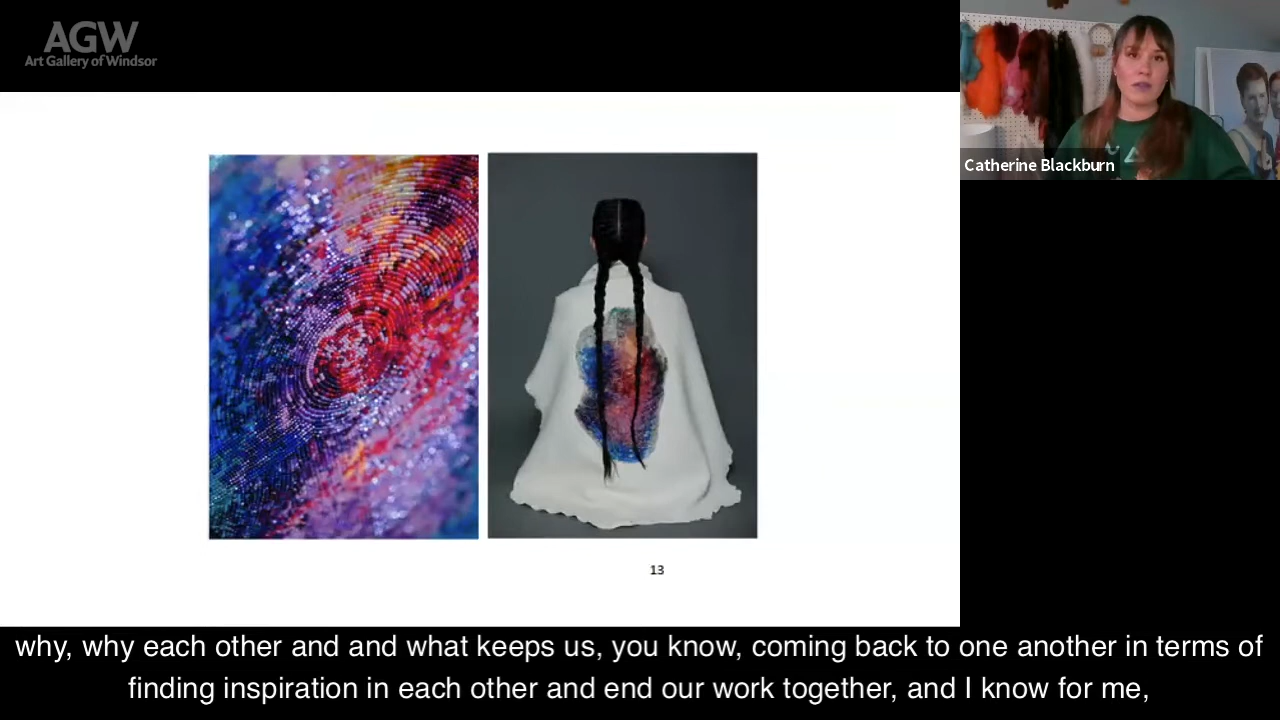 AGW
Art Gallery of Windsor
Catherine Blackburn
13
why, why each other and and what keeps us, you know, coming back to one another in terms of
finding inspiration in each other and end our work together, and I know for me,